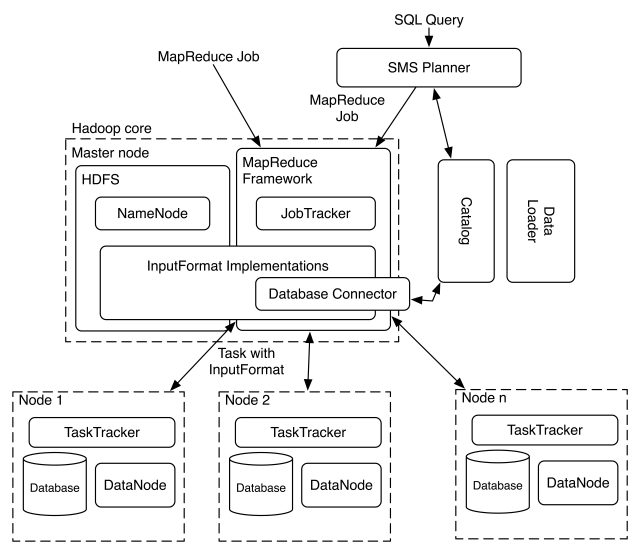 SQL Query
SMS Planner
MapReduce Job
MapReduce
Job
Hadoop core
Master node
HDFS
NameNode
MapReduce
Framework
JobTracker
InputFormat Implementations
Database Connector
Catalog
Data
Loader
Task with
InputFormat
Node 1
TaskTracker
Database
DataNode
Node 2
TaskTracker
Database
DataNode
Node n
TaskTracker
Database
DataNode